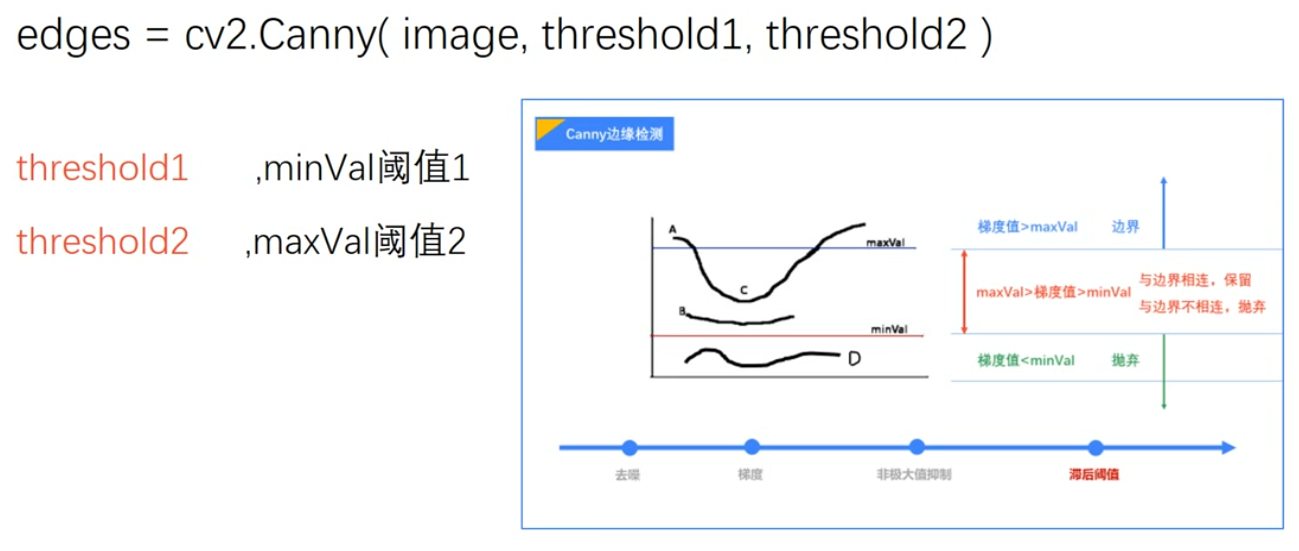 edges = cv2.Canny( image, threshold1, threshold2 )
threshold1 ,minVal阈值1
threshold2 ,maxVal阈值2
Canny边缘检测
A
maxVal
C
B
minVal
D
梯度值>maxVal 边界
maxVal>梯度值>minVal
与边界相连，保留
与边界不相连，抛弃
梯度值<minVal 抛弃
去噪 梯度 非极大值抑制 滞后阈值